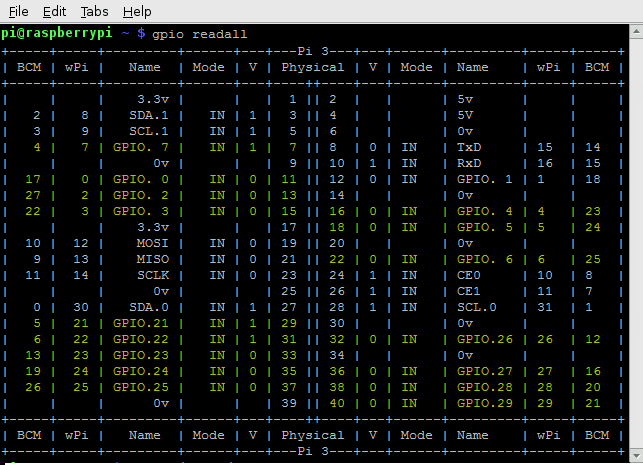 File Edit Tabs Help
pi@raspberrypi ~ $ gpio readall
+-----+-----+---------+------+---+---Pi 3---+---+------+---------+-----+-----+
| BCM | wPi |   Name  | Mode | V | Physical | V | Mode | Name    | wPi | BCM |
+-----+-----+---------+------+---+----++----+---+------+---------+-----+-----+
|     |     |    3.3v |      |   |  1 || 2  |   |      | 5v      |     |     |
|   2 |   8 |   SDA.1 |   IN | 1 |  3 || 4  |   |      | 5V      |     |     |
|   3 |   9 |   SCL.1 |   IN | 1 |  5 || 6  |   |      | 0v      |     |     |
|   4 |   7 | GPIO. 7 |   IN | 1 |  7 || 8  | 0 | IN   | TxD     | 15  | 14  |
|     |     |      0v |      |   |  9 || 10 | 1 | IN   | RxD     | 16  | 15  |
|  17 |   0 | GPIO. 0 |   IN | 0 | 11 || 12 | 0 | IN   | GPIO. 1 | 1   | 18  |
|  27 |   2 | GPIO. 2 |   IN | 0 | 13 || 14 |   |      | 0v      |     |     |
|  22 |   3 | GPIO. 3 |   IN | 0 | 15 || 16 | 0 | IN   | GPIO. 4 | 4   | 23  |
|     |     |    3.3v |      |   | 17 || 18 | 0 | IN   | GPIO. 5 | 5   | 24  |
|  10 |  12 |    MOSI |   IN | 0 | 19 || 20 |   |      | 0v      |     |     |
|   9 |  13 |    MISO |   IN | 0 | 21 || 22 | 0 | IN   | GPIO. 6 | 6   | 25  |
|  11 |  14 |    SCLK |   IN | 0 | 23 || 24 | 1 | IN   | CE0     | 10  | 8   |
|     |     |      0v |      |   | 25 || 26 | 1 | IN   | CE1     | 11  | 7   |
|   0 |  30 |   SDA.0 |   IN | 1 | 27 || 28 | 1 | IN   | SCL.0   | 31  | 1   |
|   5 |  21 | GPIO.21 |   IN | 1 | 29 || 30 |   |      | 0v      |     |     |
|   6 |  22 | GPIO.22 |   IN | 1 | 31 || 32 | 0 | IN   | GPIO.26 | 26  | 12  |
|  13 |  23 | GPIO.23 |   IN | 0 | 33 || 34 |   |      | 0v      |     |     |
|  19 |  24 | GPIO.24 |   IN | 0 | 35 || 36 | 0 | IN   | GPIO.27 | 27  | 16  |
|  26 |  25 | GPIO.25 |   IN | 0 | 37 || 38 | 0 | IN   | GPIO.28 | 28  | 20  |
|     |     |      0v |      |   | 39 || 40 | 0 | IN   | GPIO.29 | 29  | 21  |
+-----+-----+---------+------+---+----++----+---+------+---------+-----+-----+
| BCM | wPi |   Name  | Mode | V | Physical | V | Mode | Name    | wPi | BCM |
+-----+-----+---------+------+---+---Pi 3---+---+------+---------+-----+-----+